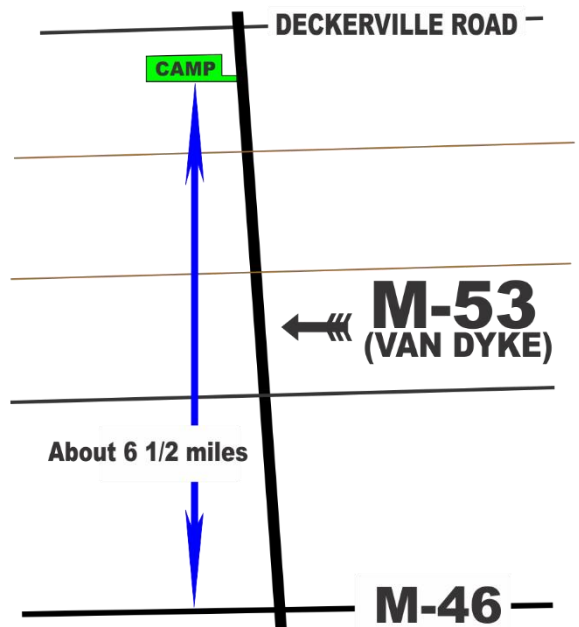 DECKERVILLE ROAD
CAMP
M-53
(VAN DYKE)
About 6 1/2 miles
M-46